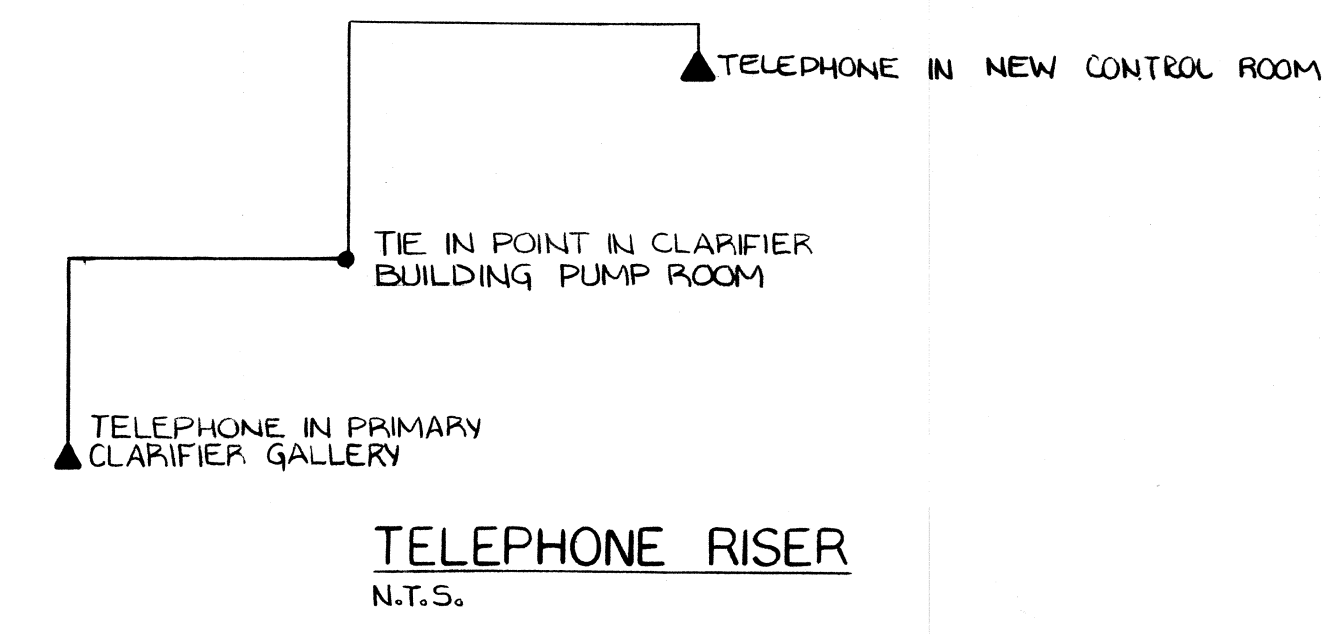 TELEPHONE IN NEW CONTROL ROOM
TIE IN POINT IN CLARIFIER
BUILDING PUMP ROOM
TELEPHONE IN PRIMARY
CLARIFIER GALLERY
TELEPHONE RISER
N.T.S.